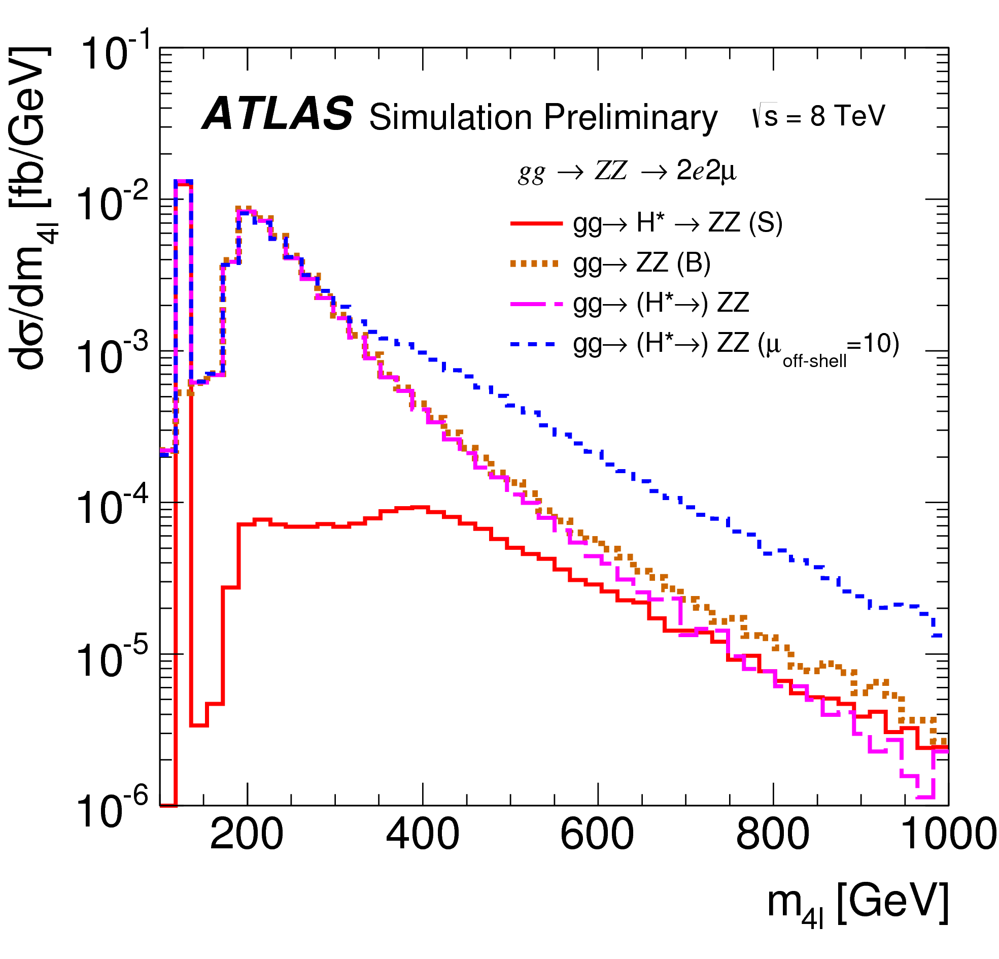 dσ/dm4l [fb/GeV]
10-1
10-2
10-3
10-4
10-5
10-6
ATLAS Simulation Preliminary √s = 8 TeV
gg → ZZ → 2e2μ
gg→ H* → ZZ (S)
gg→ ZZ (B)
gg→ (H*→) ZZ
gg→ (H*→) ZZ (μoff-shell=10)
200 400 600 800 1000
m4l [GeV]